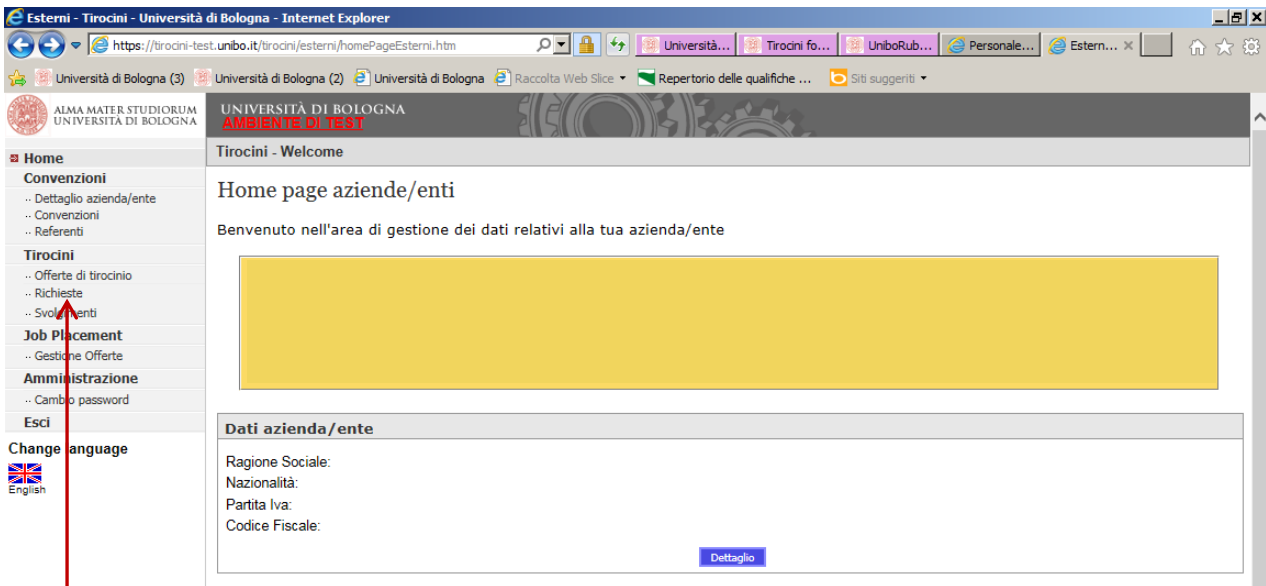 Esterni - Tirocini - Università di Bologna - Internet Explorer
https://tirocini-test.unibo.it/tirocini/esterni/homePageEsterni.htm
Università...
Tirocini fo...
UniboRub...
Personale...
Estern...
Università di Bologna (3)
Università di Bologna (2)
Università di Bologna
Raccolta Web Slice
Repertorio delle qualifiche ...
Siti suggeriti
ALMA MATER STUDIORUM
UNIVERSITÀ DI BOLOGNA
UNIVERSITÀ DI BOLOGNA
AMBIENTE DI TEST
Home
Convenzioni
Dettaglio azienda/ente
Convenzioni
Referenti
Tirocini
Offerte di tirocinio
Richieste
Svolgimenti
Job Placement
Gestione Offerte
Amministrazione
Cambio password
Esci
Change language
English
Tirocini - Welcome
Home page aziende/enti
Benvenuto nell'area di gestione dei dati relativi alla tua azienda/ente
Dati azienda/ente
Ragione Sociale:
Nazionalità:
Partita Iva:
Codice Fiscale:
Dettaglio